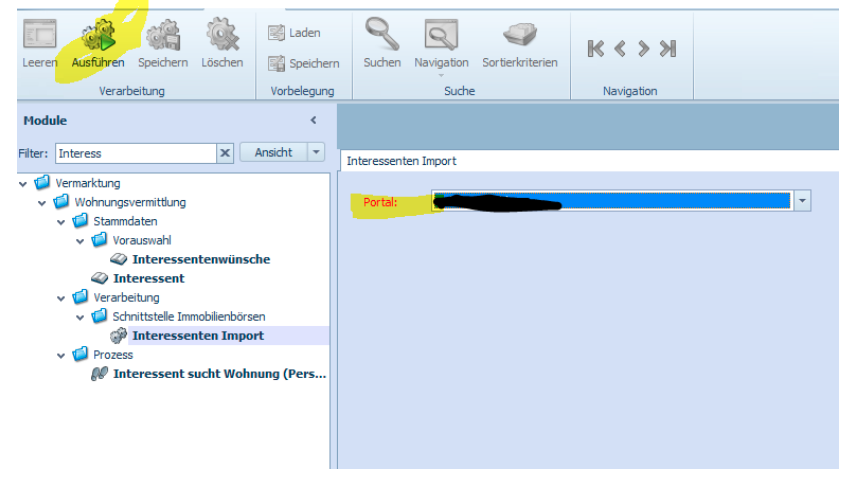 Laden
Leeren Ausführen Speichern Löschen Speichern Suchen Navigation Sortierkriterien
Verarbeitung Vorbelegung Suche Navigation
Module
Filter: Interess Ansicht
Interessenten Import
Vermarktung
Portal:
Wohnungsvermittlung
Stammdaten
Vorauswahl
Interessentenwünsche
Interessent
Verarbeitung
Schnittstelle Immobilienbörsen
Interessenten Import
Prozess
Interessent sucht Wohnung (Pers...